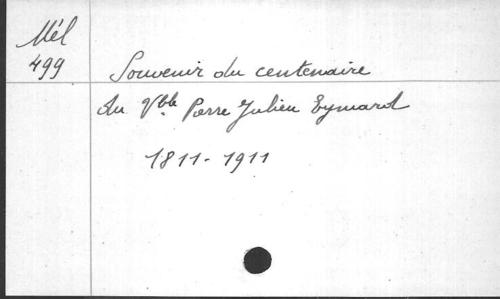 Mél
499
Souvenir du centenaire
du Vble Pierre Julien Eymard
1811-1911